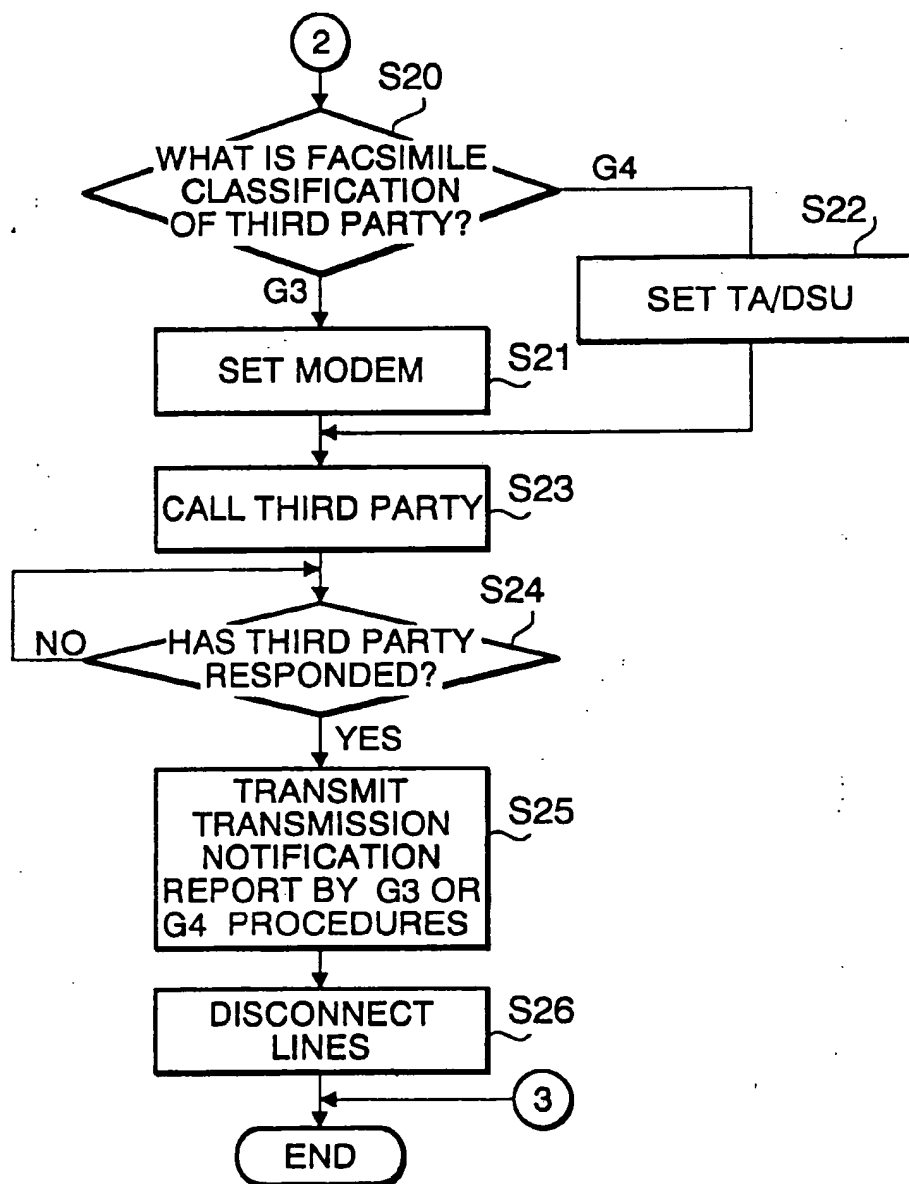 2
S20
WHAT IS FACSIMILE
CLASSIFICATION
OF THIRD PARTY?
G4
S22
G3
SET TA/DSU
SET MODEM
S21
CALL THIRD PARTY
S23
S24
NO
HAS THIRD PARTY
RESPONDED?
YES
TRANSMIT
TRANSMISSION
NOTIFICATION
REPORT BY G3 OR
G4 PROCEDURES
S25
DISCONNECT
LINES
S26
3
END